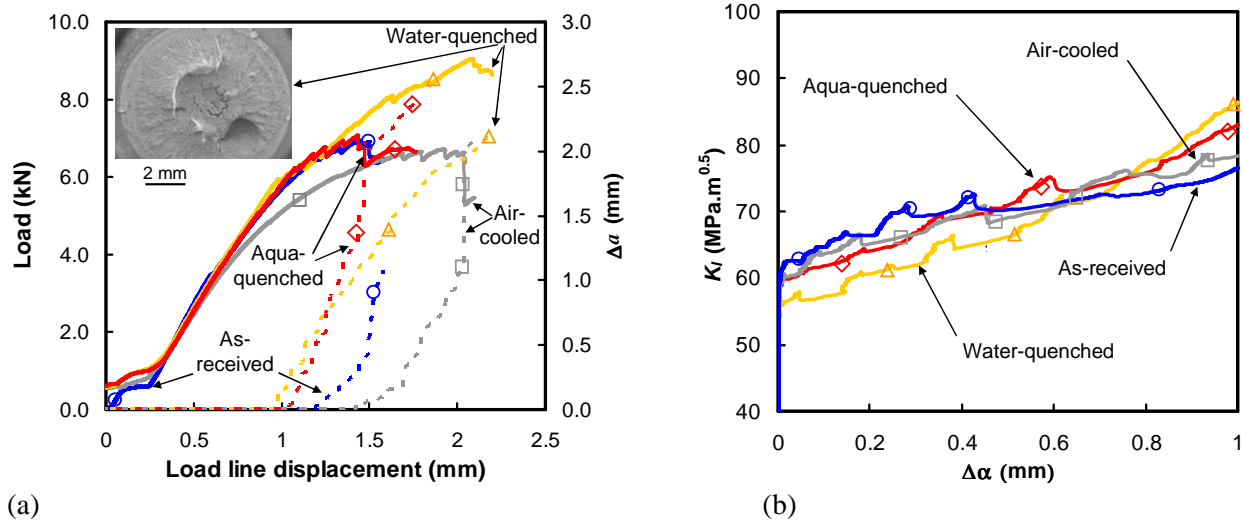 10.0
8.0
6.0
4.0
2.0
0.0
Load (kN)
2 mm
Water-quenched
Aqua-
quenched
Air-
cooled
As-
received
3.0
2.5
2.0
1.5
1.0
0.5
0.0
Δa (mm)
0 0.5 1 1.5 2 2.5
Load line displacement (mm)
(a)
100
90
80
70
60
50
40
K_I (MPa.m^0.5)
Air-cooled
Aqua-quenched
As-received
Water-quenched
0 0.2 0.4 0.6 0.8 1
Δα (mm)
(b)